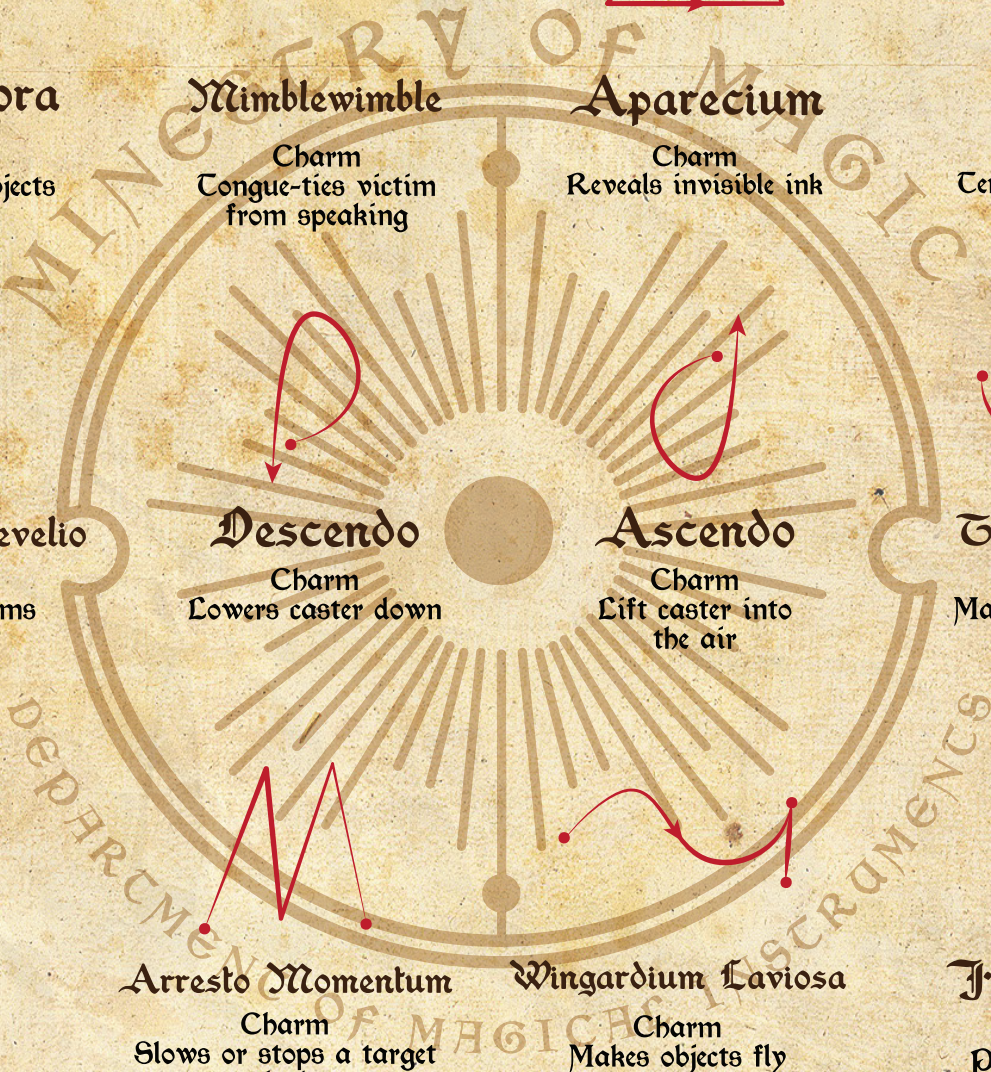 MINESTRY OF MAGIC
ora
Mimblewimble
Aparecium
Charm
Tongue-ties victim
from speaking
Charm
Reveals invisible ink
jects
evelio
ms
Descendo
Charm
Lowers caster down
Ascendo
Charm
Lift caster into
the air
Ma
Arresto Momentum
Charm
Slows or stops a target
Wingardium Laviosa
Charm
Makes objects fly
DEPARTMENT OF MAGICAL INSTRUMENTS